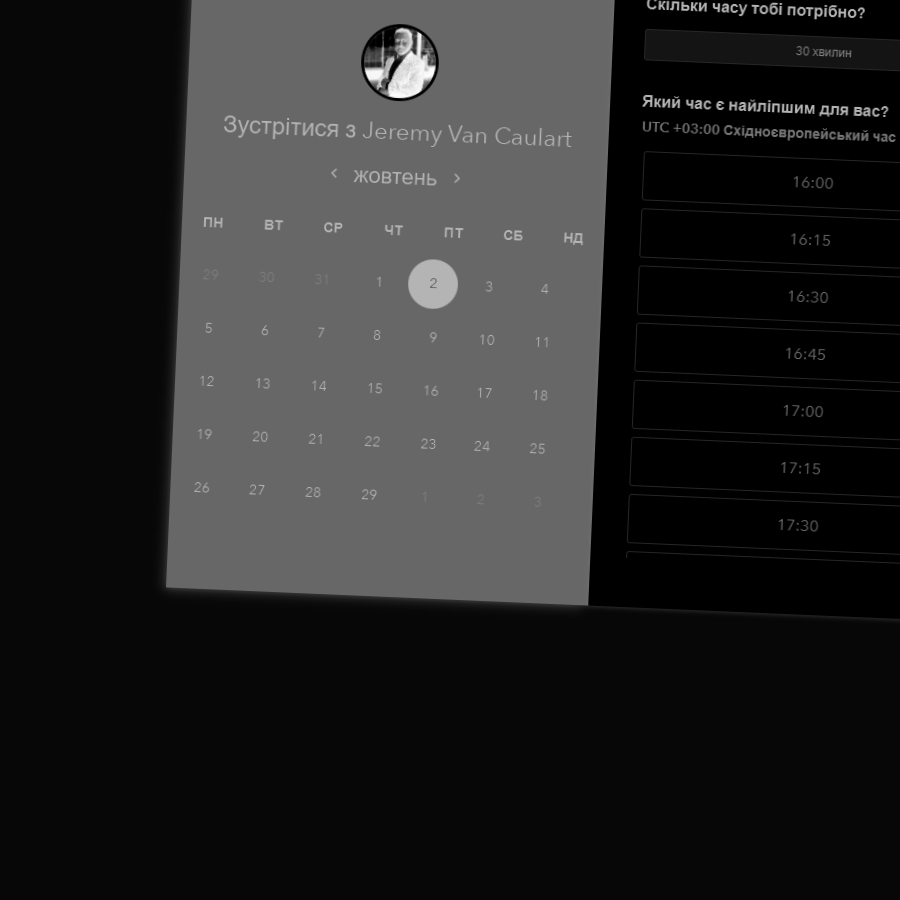 Зустрітися з Jeremy Van Caulart
жовтень
ПН ВТ СР ЧТ ПТ СБ НД
29 30 31 1 2 3 4
5 6 7 8 9 10 11
12 13 14 15 16 17 18
19 20 21 22 23 24 25
26 27 28 29 1 2 3
Скільки часу тобі потрібно?
30 хвилин
Який час є найліпшим для вас?
UTC +03:00 Східноєвропейський час
16:00
16:15
16:30
16:45
17:00
17:15
17:30